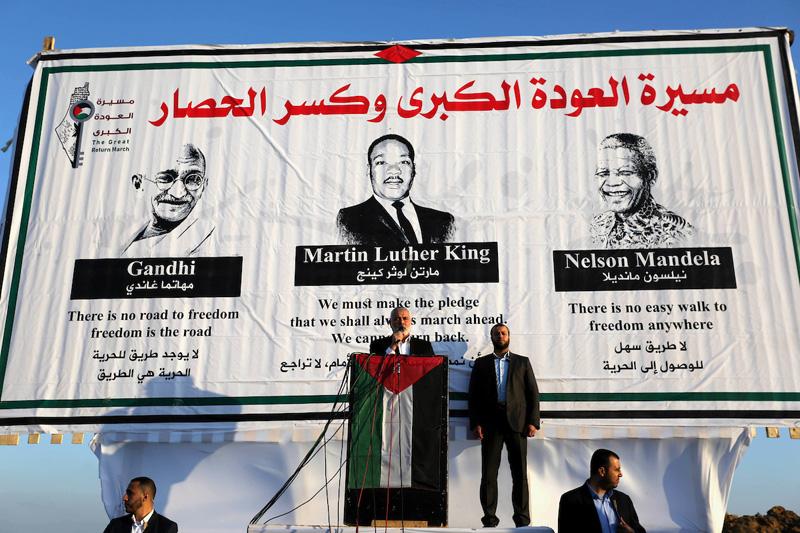 مسيرة العودة الكبرى وكسر الحصار
مسيرة
العودة
الكبرى
The Great
Return March
Gandhi
مهاتما غاندي
There is no road to freedom
freedom is the road
لا يوجد طريق للحرية
الحرية هي الطريق
Martin Luther King
مارتن لوثر كينج
We must make the pledge
that we shall always march ahead.
We back.
أن لا تراجع
Nelson Mandela
نيلسون مانديلا
There is no easy walk to
freedom anywhere
لا طريق سهل
للوصول إلى الحرية